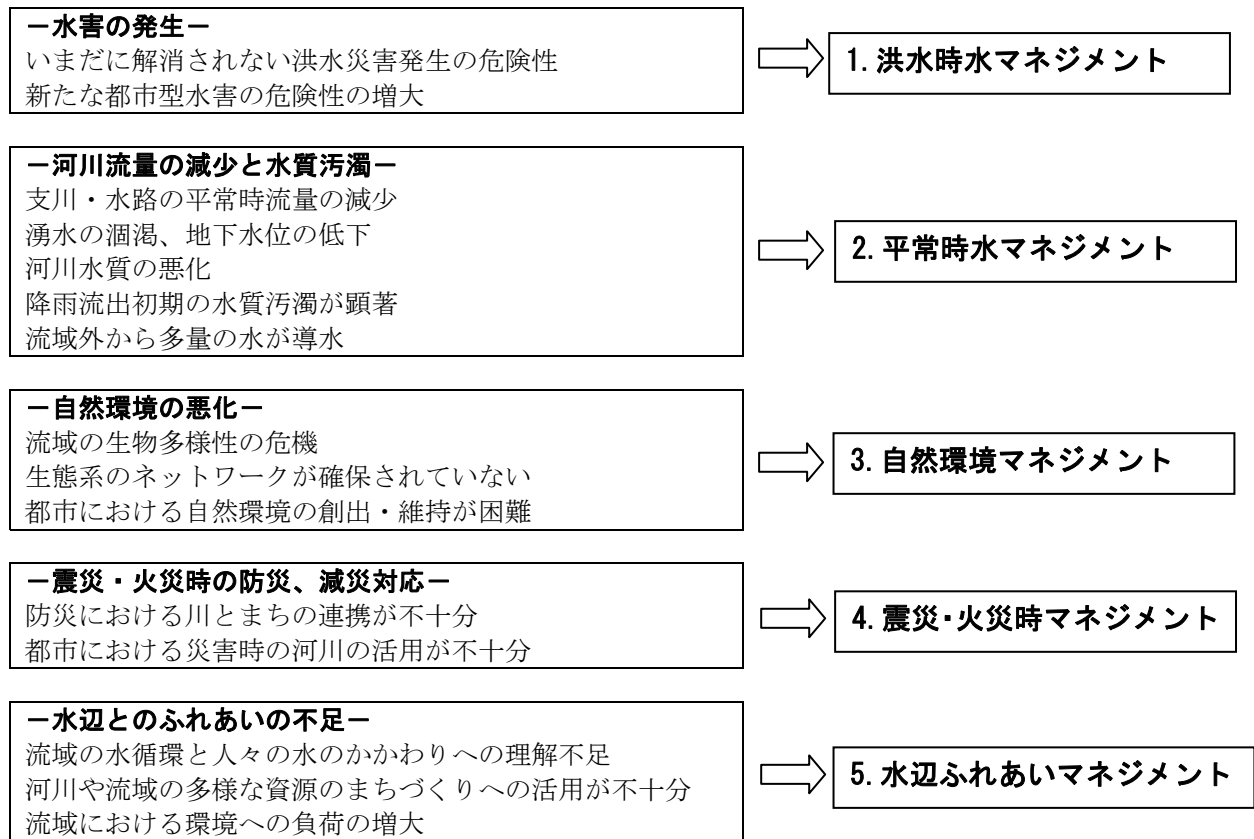 －水害の発生－
いまだに解消されない洪水災害発生の危険性
新たな都市型水害の危険性の増大
1.洪水時水マネジメント
－河川流量の減少と水質汚濁－
支川・水路の平常時流量の減少
湧水の涸渇、地下水位の低下
河川水質の悪化
降雨流出初期の水質汚濁が顕著
流域外から多量の水が導水
2.平常時水マネジメント
－自然環境の悪化－
流域の生物多様性の危機
生態系のネットワークが確保されていない
都市における自然環境の創出・維持が困難
3.自然環境マネジメント
－震災・火災時の防災、減災対応－
防災における川とまちの連携が不十分
都市における災害時の河川の活用が不十分
4.震災・火災時マネジメント
－水辺とのふれあいの不足－
流域の水循環と人々の水のかかわりへの理解不足
河川や流域の多様な資源のまちづくりへの活用が不十分
流域における環境への負荷の増大
5.水辺ふれあいマネジメント